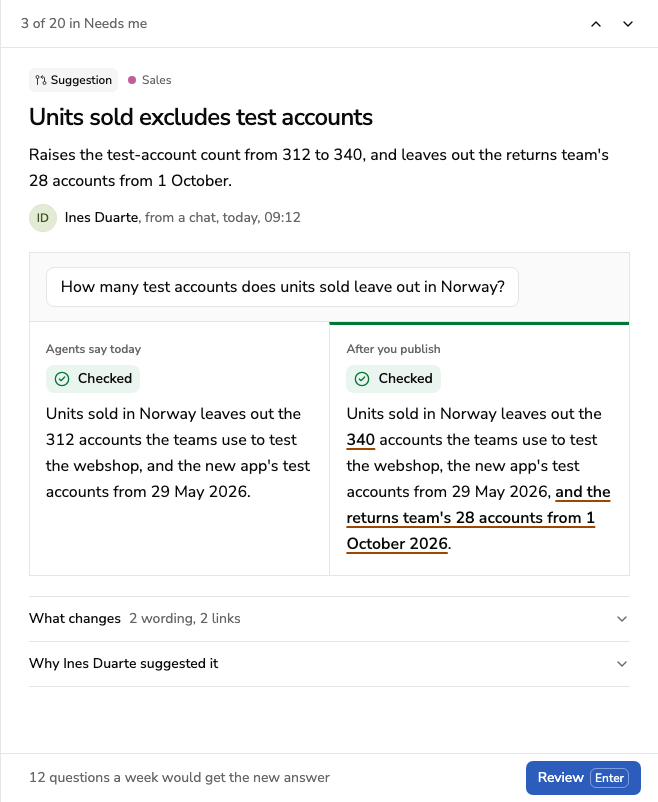 3 of 20 in Needs me
Suggestion
Sales
Units sold excludes test accounts
Raises the test-account count from 312 to 340, and leaves out the returns team's
28 accounts from 1 October.
ID
Ines Duarte, from a chat, today, 09:12
How many test accounts does units sold leave out in Norway?
Agents say today
Checked
Units sold in Norway leaves out the
312 accounts the teams use to test
the webshop, and the new app's test
accounts from 29 May 2026.
After you publish
Checked
Units sold in Norway leaves out the
340 accounts the teams use to test
the webshop, the new app's test
accounts from 29 May 2026, and the
returns team's 28 accounts from 1
October 2026.
What changes 2 wording, 2 links
Why Ines Duarte suggested it
12 questions a week would get the new answer
Review Enter